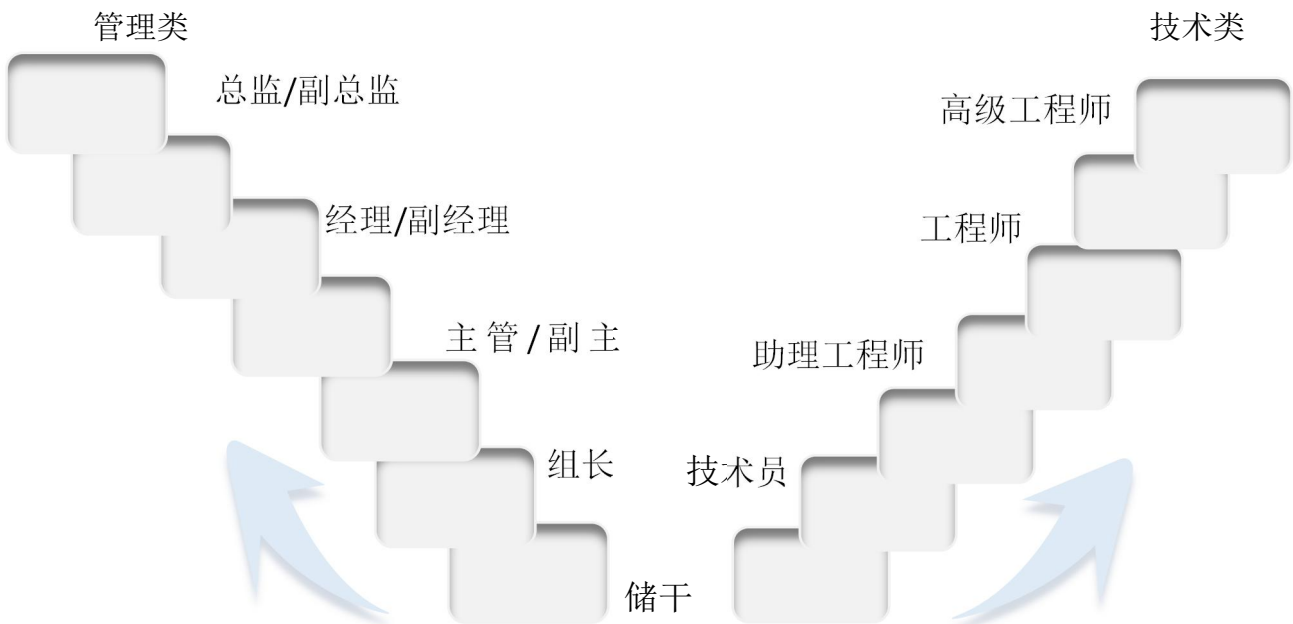 管理类
技术类
总监/副总监
高级工程师
经理/副经理
工程师
主管/副主
助理工程师
组长
技术员
储干